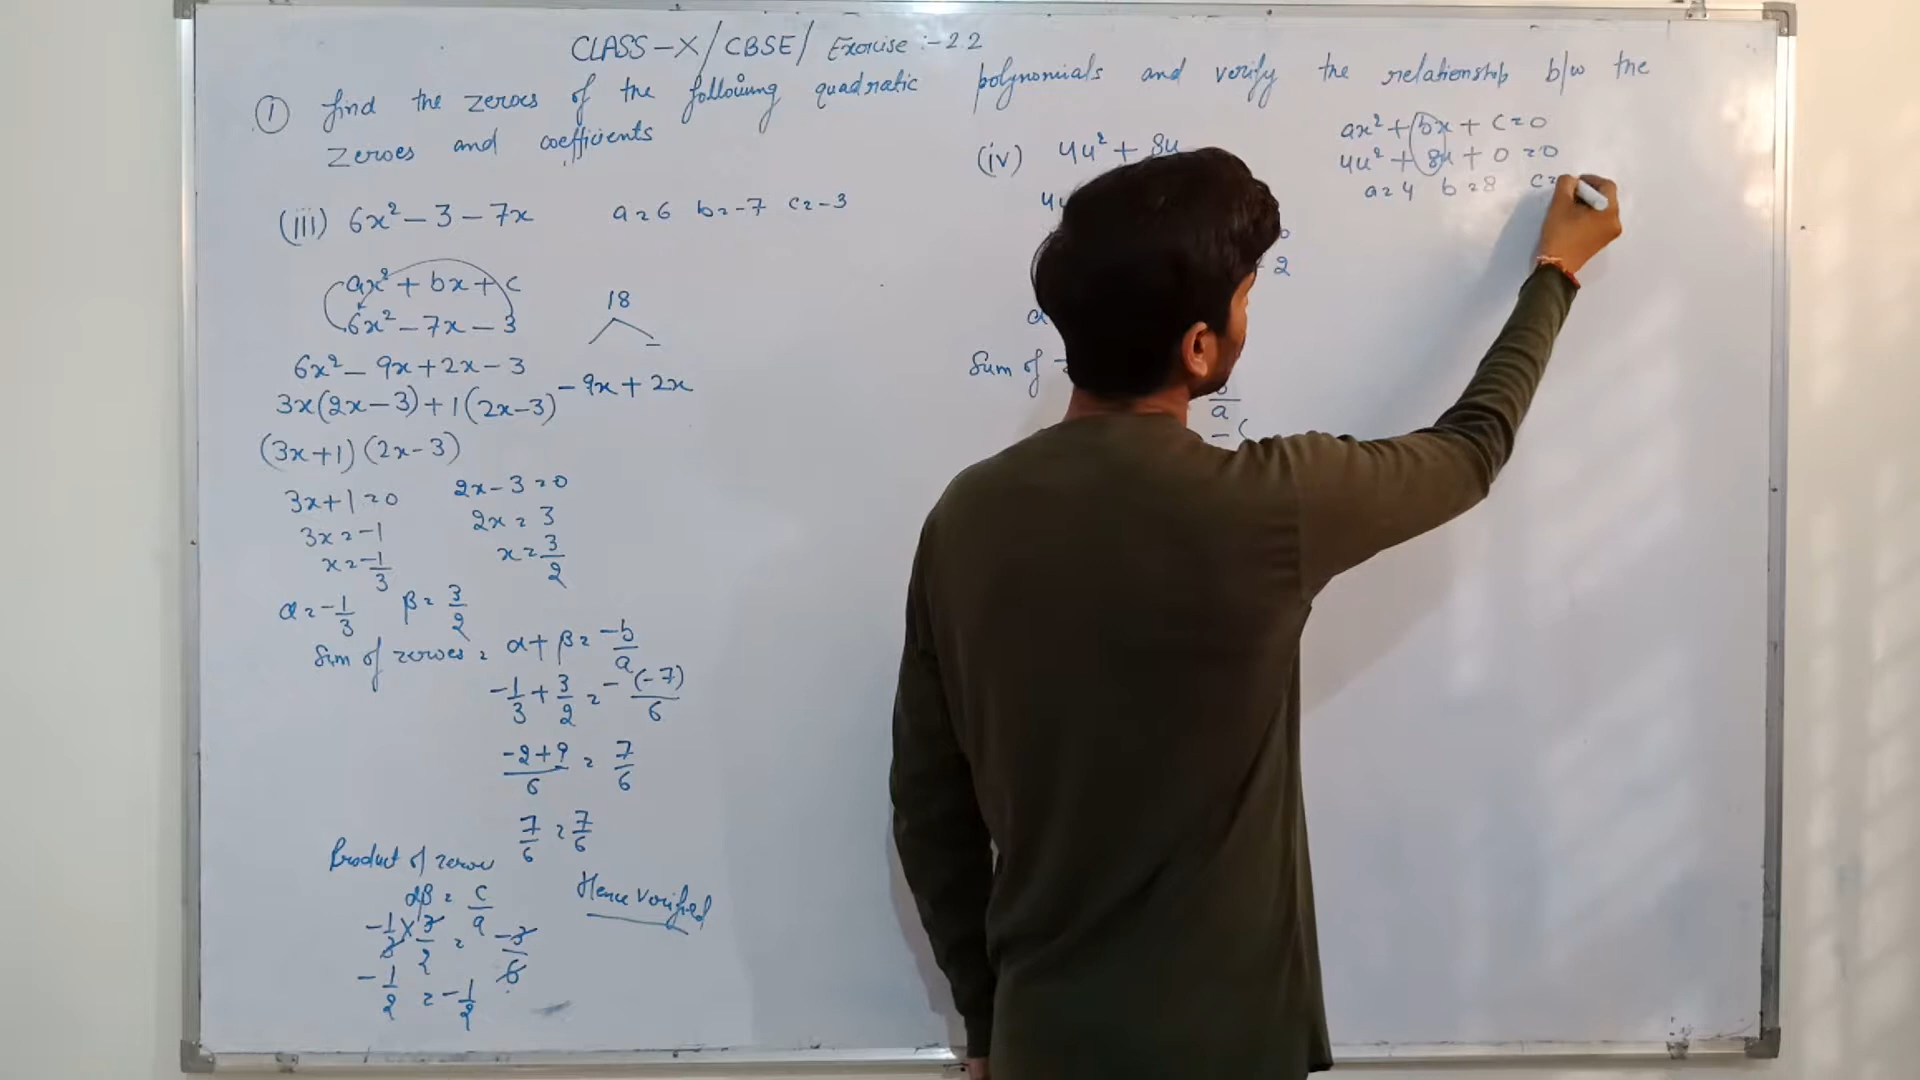 CLASS-X/CBSE/ Exercise :- 2.2
① find the zeroes of the following quadratic polynomials and verify the relationship b/w the
zeroes and coefficients
(iii) 6x² - 3 - 7x a=6 b=-7 c=-3
ax² + bx + c
6x² - 7x - 3
18
6x² - 9x + 2x - 3
-9x + 2x
3x(2x-3)+1(2x-3)
(3x+1)(2x-3)
3x+1=0 2x-3=0
3x=-1 2x=3
x=-1/3 x=3/2
α=-1/3 β=3/2
Sum of zeroes = α+β=-b/a
-1/3+3/2=-(-7)/6
-2+9/6=7/6
7/6=7/6
Product of zeroes
αβ=c/a
-1/3×3/2=-3/6
-1/2=-1/2
Hence Verified
(iv) 4u² + 8u
4u
2
α
Sum of
a
ax²+bx+c=0
4u²+8u+0=0
a=4 b=8 c=